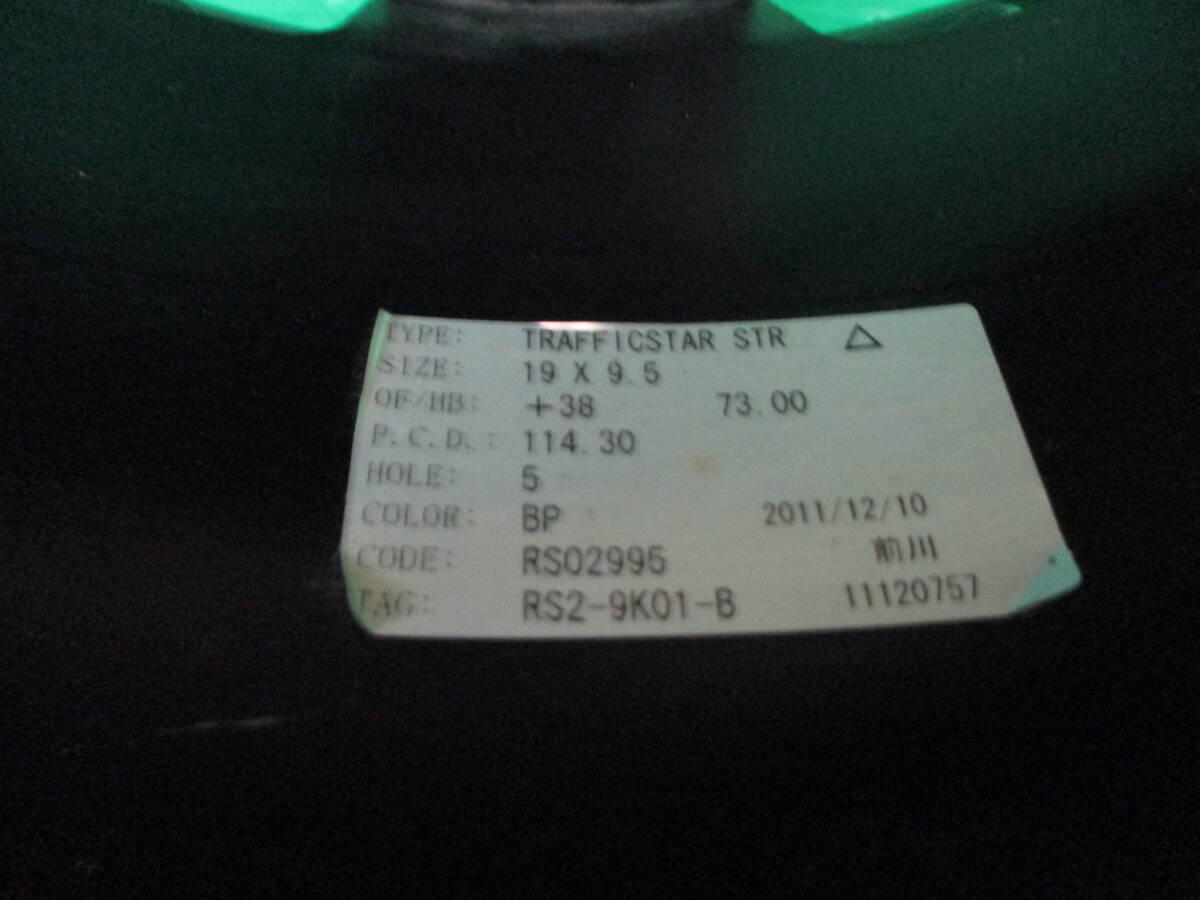 TYPE: TRAFFICSTAR STR △
SIZE: 19 X 9.5
OF/HB: +38 73.00
P.C.D.: 114.30
HOLE: 5
COLOR: BP 2011/12/10
CODE: RS02995 前川
TAG: RS2-9K01-B 11120757